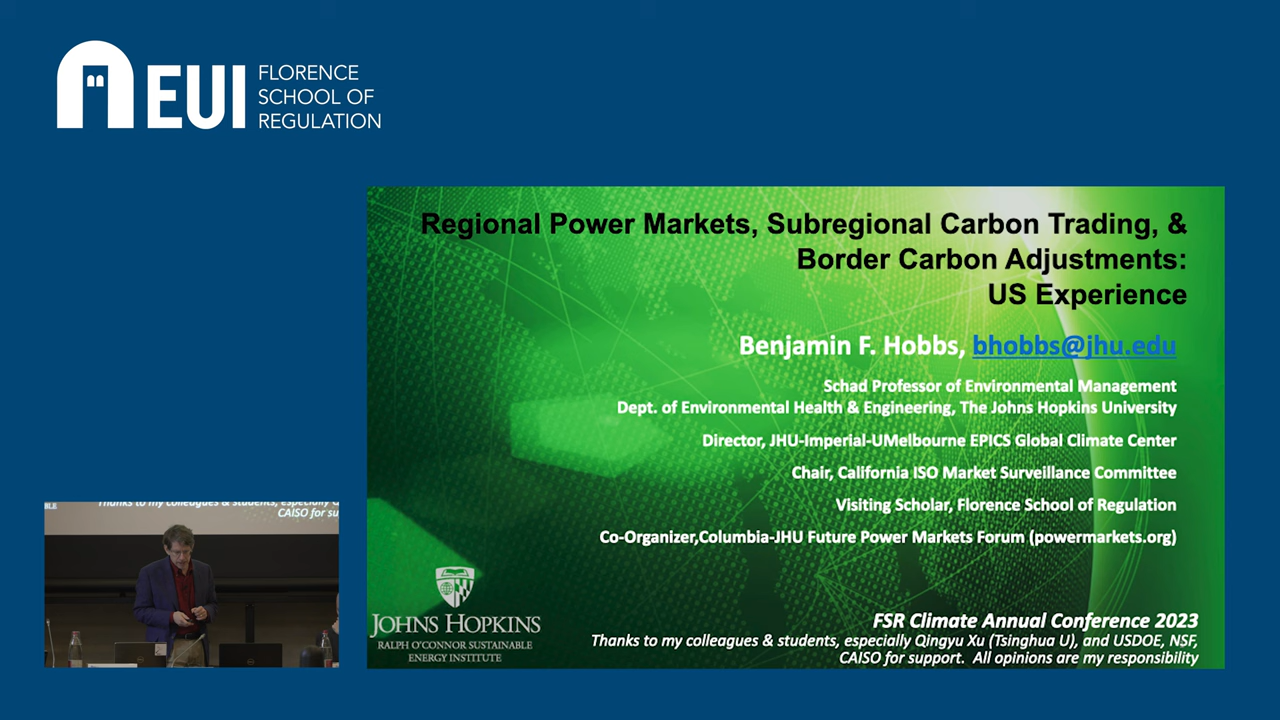 EUI
FLORENCE
SCHOOL OF
REGULATION
Regional Power Markets, Subregional Carbon Trading, &
Border Carbon Adjustments:
US Experience
Benjamin F. Hobbs, bhobbs@jhu.edu
Schad Professor of Environmental Management
Dept. of Environmental Health & Engineering, The Johns Hopkins University
Director, JHU-Imperial-UMelbourne EPICS Global Climate Center
Chair, California ISO Market Surveillance Committee
Visiting Scholar, Florence School of Regulation
Co-Organizer,Columbia-JHU Future Power Markets Forum (powermarkets.org)
JOHNS HOPKINS
RALPH O'CONNOR SUSTAINABLE
ENERGY INSTITUTE
FSR Climate Annual Conference 2023
Thanks to my colleagues & students, especially Qingyu Xu (Tsinghua U), and USDOE, NSF,
CAISO for support. All opinions are my responsibility
Thanks to my colleagues & students, especially
CAISO for su